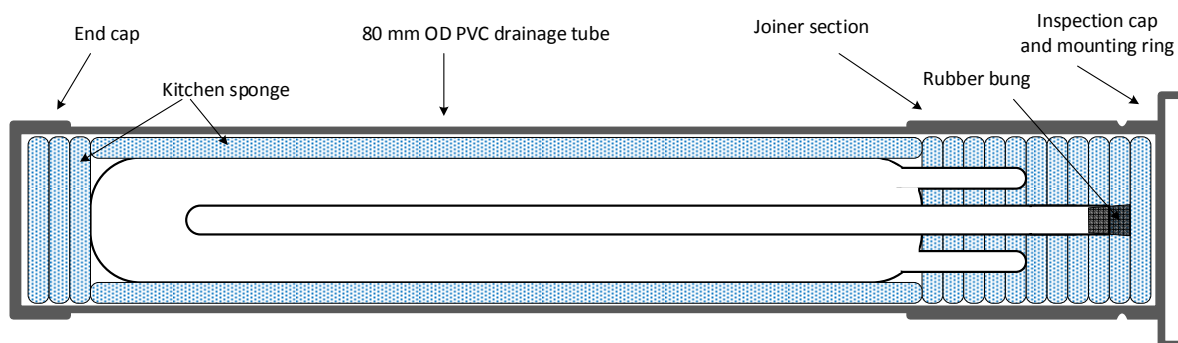 End cap
80 mm OD PVC drainage tube
Joiner section
Inspection cap
and mounting ring
Kitchen sponge
Rubber bung